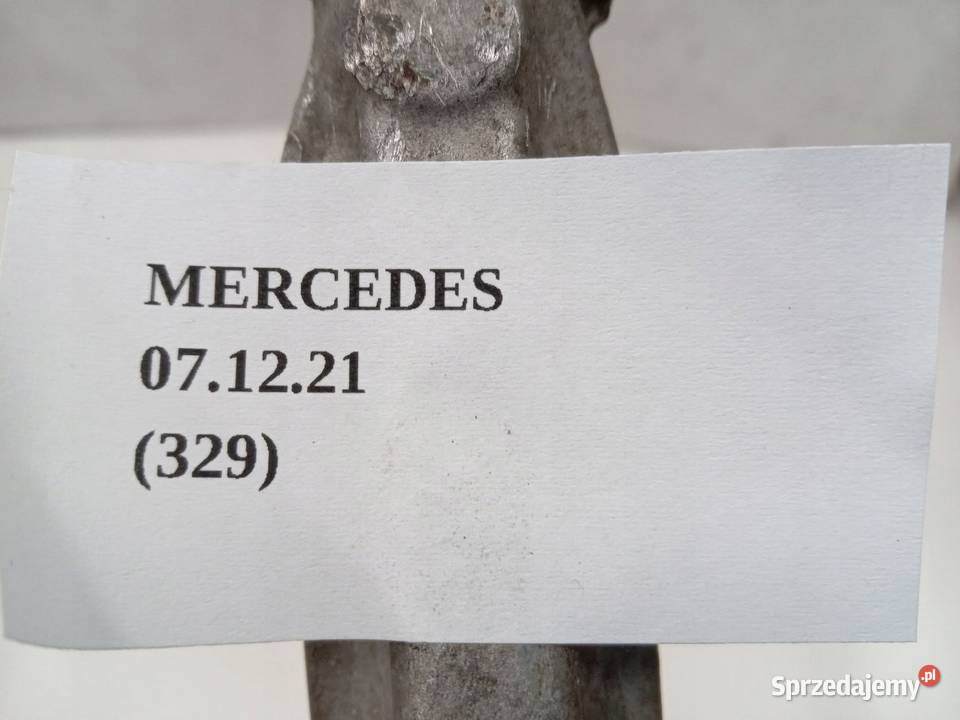 MERCEDES
07.12.21
(329)
Sprzedajemy.pl